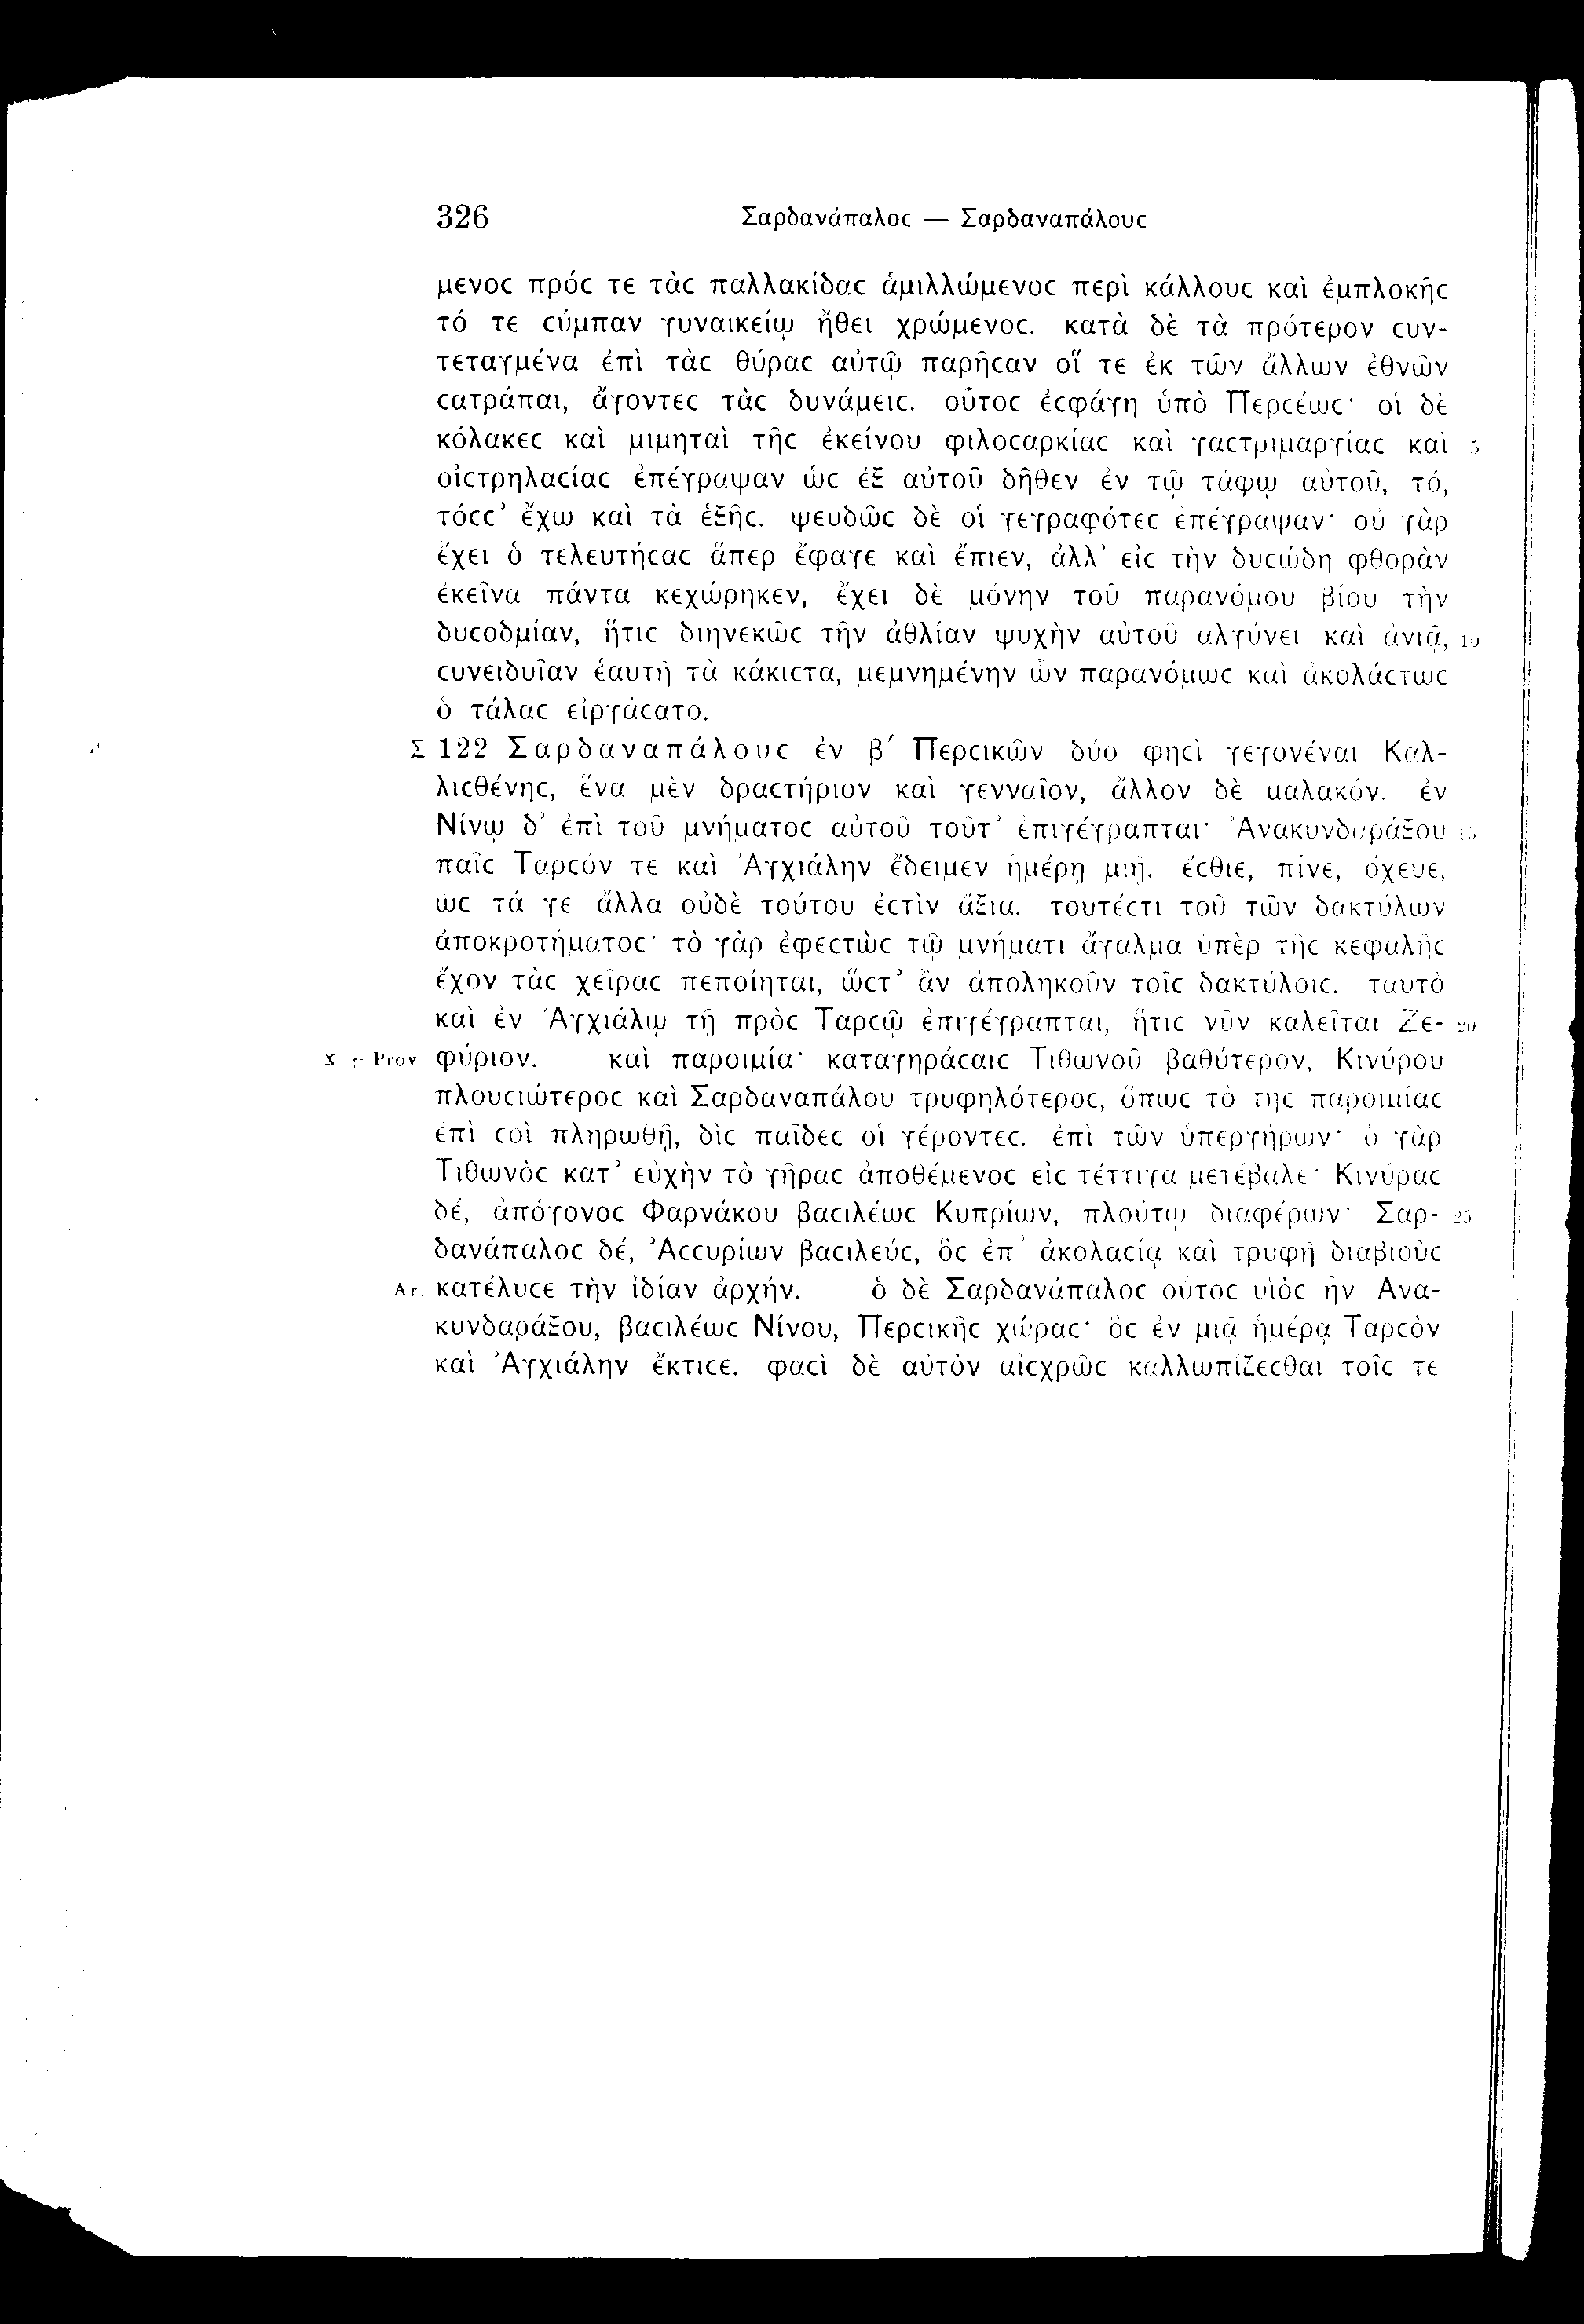 326 Σαρδανάπαλοϲ — Σαρδαναπάλουϲ
μενοϲ πρόϲ τε τὰϲ παλλακίδαϲ ἁμιλλώμενοϲ περὶ κάλλουϲ καὶ ἐμπλοκῆϲ
τό τε ϲύμπαν γυναικείῳ ἤθει χρώμενοϲ. κατὰ δὲ τὰ πρότερον ϲυν-
τεταγμένα ἐπὶ τὰϲ θύραϲ αὐτῷ παρῆϲαν οἵ τε ἐκ τῶν ἄλλων ἐθνῶν
ϲατράπαι, ἄγοντεϲ τὰϲ δυνάμειϲ. οὗτοϲ ἐϲφάγη ὑπὸ Περϲέωϲ· οἱ δὲ
κόλακεϲ καὶ μιμηταὶ τῆϲ ἐκείνου φιλοϲαρκίαϲ καὶ γαϲτριμαργίαϲ καὶ 5
οἰϲτρηλαϲίαϲ ἐπέγραψαν ὡϲ ἐξ αὐτοῦ δῆθεν ἐν τῷ τάφῳ αὐτοῦ, τό,
τόϲϲ’ ἔχω καὶ τὰ ἑξῆϲ. ψευδῶϲ δὲ οἱ γεγραφότεϲ ἐπέγραψαν· οὐ γὰρ
ἔχει ὁ τελευτήϲαϲ ἅπερ ἔφαγε καὶ ἔπιεν, ἀλλ’ εἰϲ τὴν δυϲώδη φθορὰν
ἐκεῖνα πάντα κεχώρηκεν, ἔχει δὲ μόνην τοῦ παρανόμου βίου τὴν
δυϲοδμίαν, ἥτιϲ διηνεκῶϲ τὴν ἀθλίαν ψυχὴν αὐτοῦ ἀλγύνει καὶ ἀνιᾷ, 10
ϲυνειδυῖαν ἑαυτῇ τὰ κάκιϲτα, μεμνημένην ὧν παρανόμωϲ καὶ ἀκολάϲτωϲ
ὁ τάλαϲ εἰργάϲατο.
Σ 122 Σαρδαναπάλουϲ ἐν β′ Περϲικῶν δύο φηϲὶ γεγονέναι Καλ-
λιϲθένηϲ, ἕνα μὲν δραϲτήριον καὶ γενναῖον, ἄλλον δὲ μαλακόν. ἐν
Νίνῳ δ’ ἐπὶ τοῦ μνήματοϲ αὐτοῦ τοῦτ’ ἐπιγέγραπται· Ἀνακυνδαράξου 15
παῖϲ Ταρϲόν τε καὶ Ἀγχιάλην ἔδειμεν ἡμέρῃ μιῇ. ἔϲθιε, πίνε, ὄχευε,
ὡϲ τά γε ἄλλα οὐδὲ τούτου ἐϲτὶν ἄξια. τουτέϲτι τοῦ τῶν δακτύλων
ἀποκροτήματοϲ· τὸ γὰρ ἐφεϲτὼϲ τῷ μνήματι ἄγαλμα ὑπὲρ τῆϲ κεφαλῆϲ
ἔχον τὰϲ χεῖραϲ πεποίηται, ὥϲτ’ ἂν ἀποληκοῦν τοῖϲ δακτύλοιϲ. ταυτὸ
καὶ ἐν Ἀγχιάλῳ τῇ πρὸϲ Ταρϲῷ ἐπιγέγραπται, ἥτιϲ νῦν καλεῖται Ζε- 20
x + Prov φύριον. καὶ παροιμία· καταγηράϲαιϲ Τιθωνοῦ βαθύτερον, Κινύρου
πλουϲιώτεροϲ καὶ Σαρδαναπάλου τρυφηλότεροϲ, ὅπωϲ τὸ τῆϲ παροιμίαϲ
ἐπὶ ϲοὶ πληρωθῇ, δὶϲ παῖδεϲ οἱ γέροντεϲ. ἐπὶ τῶν ὑπεργήρων· ὁ γὰρ
Τιθωνὸϲ κατ’ εὐχὴν τὸ γῆραϲ ἀποθέμενοϲ εἰϲ τέττιγα μετέβαλε· Κινύραϲ
δέ, ἀπόγονοϲ Φαρνάκου βαϲιλέωϲ Κυπρίων, πλούτῳ διαφέρων· Σαρ- 25
δανάπαλοϲ δέ, Ἀϲϲυρίων βαϲιλεύϲ, ὃϲ ἐπ’ ἀκολαϲίᾳ καὶ τρυφῇ διαβιοὺϲ
Ar. κατέλυϲε τὴν ἰδίαν ἀρχήν. ὁ δὲ Σαρδανάπαλοϲ οὗτοϲ υἱὸϲ ἦν Ανα-
κυνδαράξου, βαϲιλέωϲ Νίνου, Περϲικῆϲ χώραϲ· ὃϲ ἐν μιᾷ ἡμέρᾳ Ταρϲὸν
καὶ Ἀγχιάλην ἔκτιϲε. φαϲὶ δὲ αὐτὸν αἰϲχρῶϲ καλλωπίζεϲθαι τοῖϲ τε